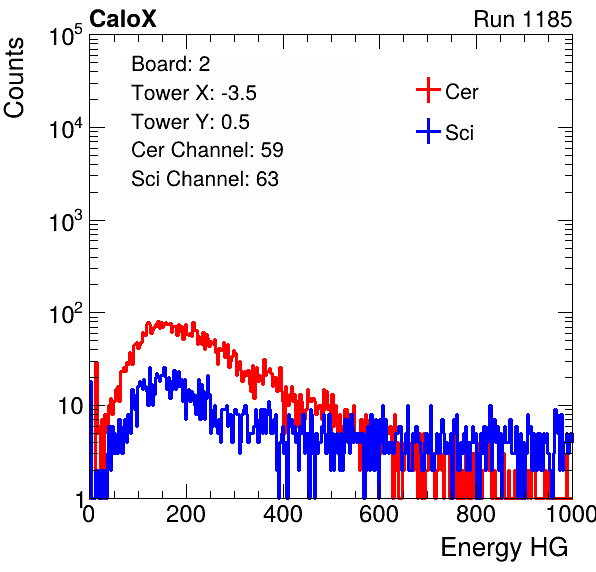 CaloX Run 1185
Counts
Board: 2
Tower X: -3.5
Tower Y: 0.5
Cer Channel: 59
Sci Channel: 63
Cer
Sci
10^5
10^4
10^3
10^2
10
1
0 200 400 600 800 1000
Energy HG